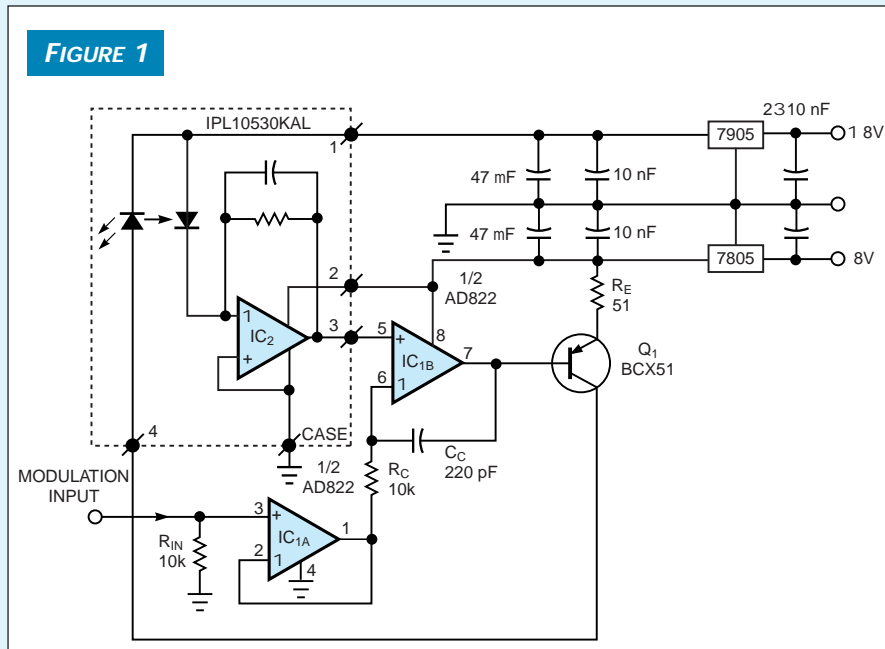 FIGURE 1
IPL10530KAL
1
7905
2310 nF
1 8V
47 mF
10 nF
47 mF
10 nF
7805
8V
2
1/2
AD822
RE
51
1
IC2
+
3
5
+
8
IC1B
7
6
1
Q1
BCX51
4
CASE
1/2
AD822
RC
10k
CC
220 pF
MODULATION
INPUT
RIN
10k
3
+
IC1A
1
2
1
4